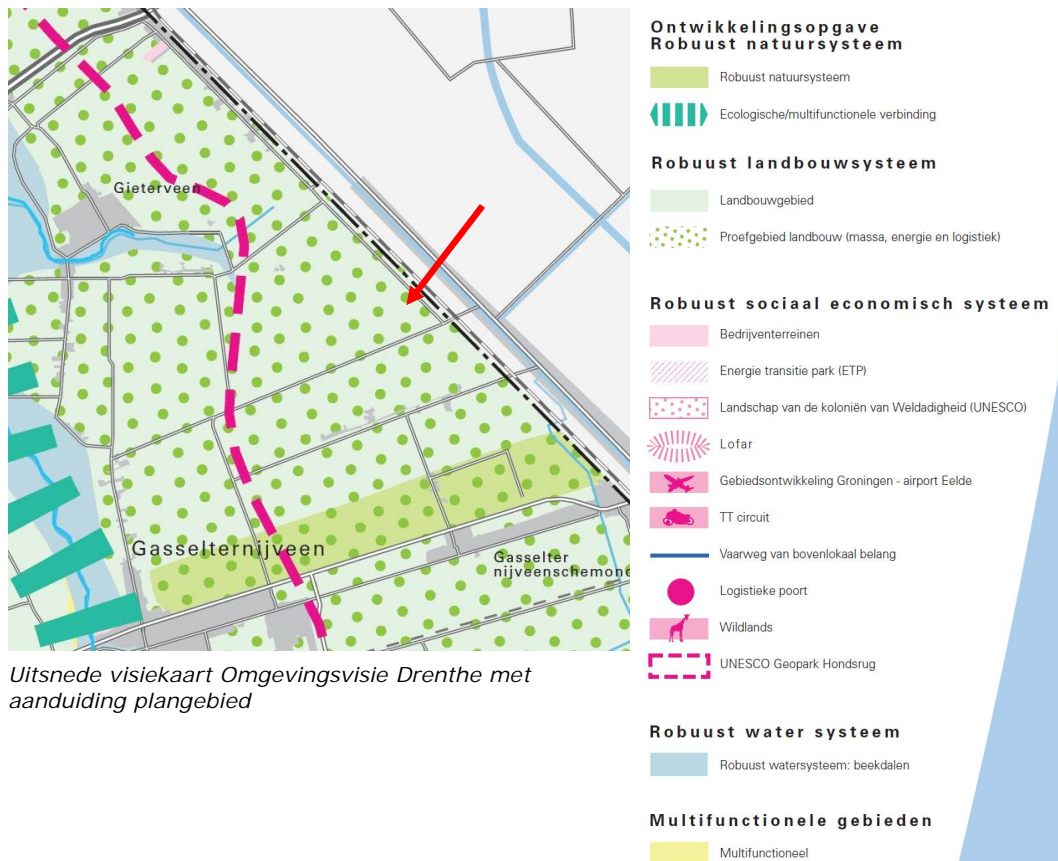 Gieterveen
Gasselternijveen
Gasselter
nijveenschemond
Uitsnede visiekaart Omgevingsvisie Drenthe met
aanduiding plangebied
Ontwikkelingsopgave
Robuust natuursysteem
Robuust natuursysteem
Ecologische/multifunctionele verbinding
Robuust landbouwsysteem
Landbouwgebied
Proefgebied landbouw (massa, energie en logistiek)
Robuust sociaal economisch systeem
Bedrijventerreinen
Energie transitie park (ETP)
Landschap van de koloniën van Weldadigheid (UNESCO)
Lofar
Gebiedsontwikkeling Groningen - airport Eelde
TT circuit
Vaarweg van bovenlokaal belang
Logistieke poort
Wildlands
UNESCO Geopark Hondsrug
Robuust water systeem
Robuust watersysteem: beekdalen
Multifunctionele gebieden
Multifunctioneel